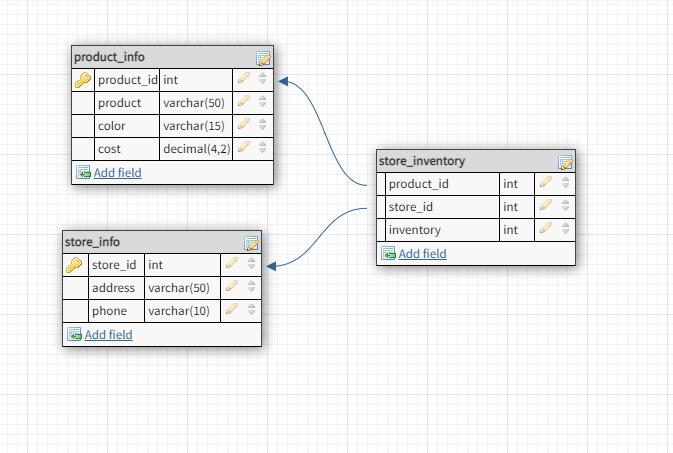 product_info
product_id int
product varchar(50)
color varchar(15)
cost decimal(4,2)
Add field
store_inventory
product_id int
store_id int
inventory int
Add field
store_info
store_id int
address varchar(50)
phone varchar(10)
Add field